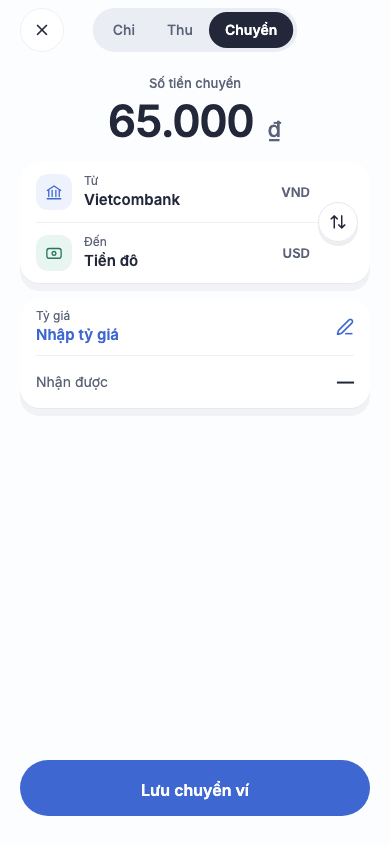 Chi Thu Chuyển
Số tiền chuyển
65.000 ₫
Từ
Vietcombank VND
Đến
Tiền đô USD
Tỷ giá
Nhập tỷ giá
Nhận được —
Lưu chuyển ví